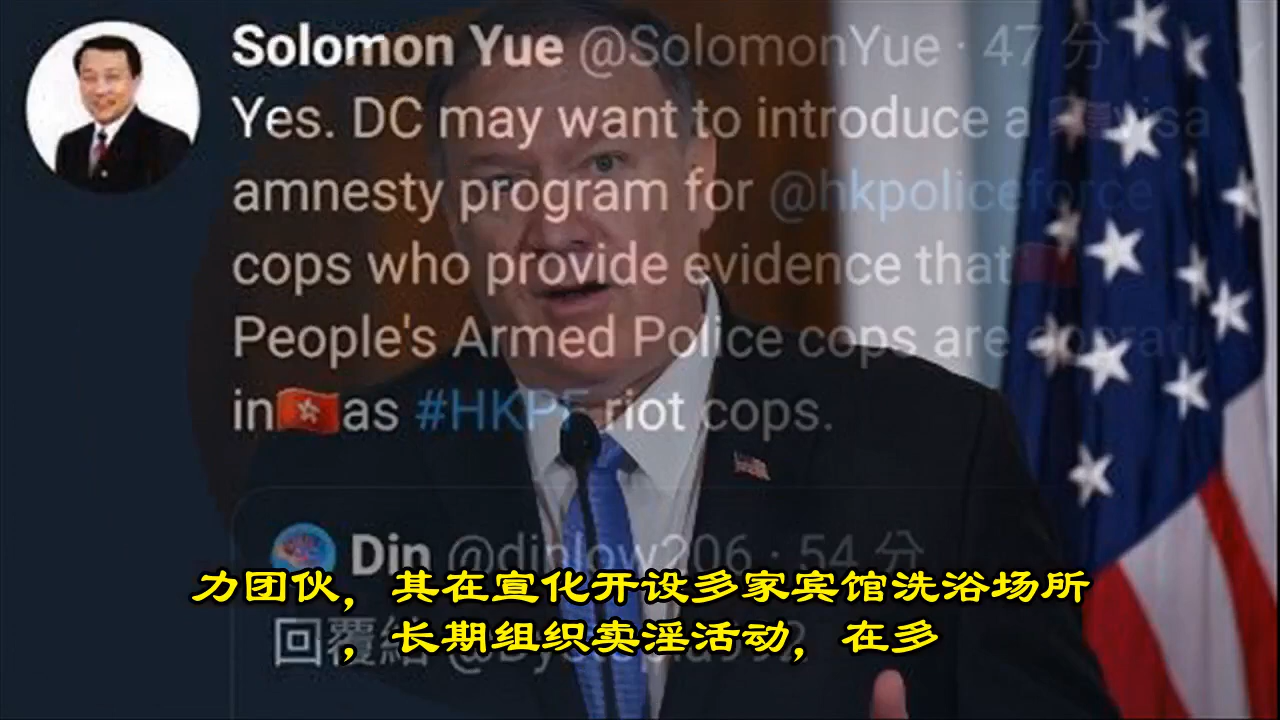 Solomon Yue @SolomonYue · 47 分
Yes. DC may want to introduce a visa
amnesty program for @hkpoliceforce
cops who provide evidence that
People's Armed Police cops are
in🇭🇰as #HKPF riot cops.
Din @dinlow206 · 54 分
力团伙，其在宣化开设多家宾馆洗浴场所
，长期组织卖淫活动，在多
回覆給